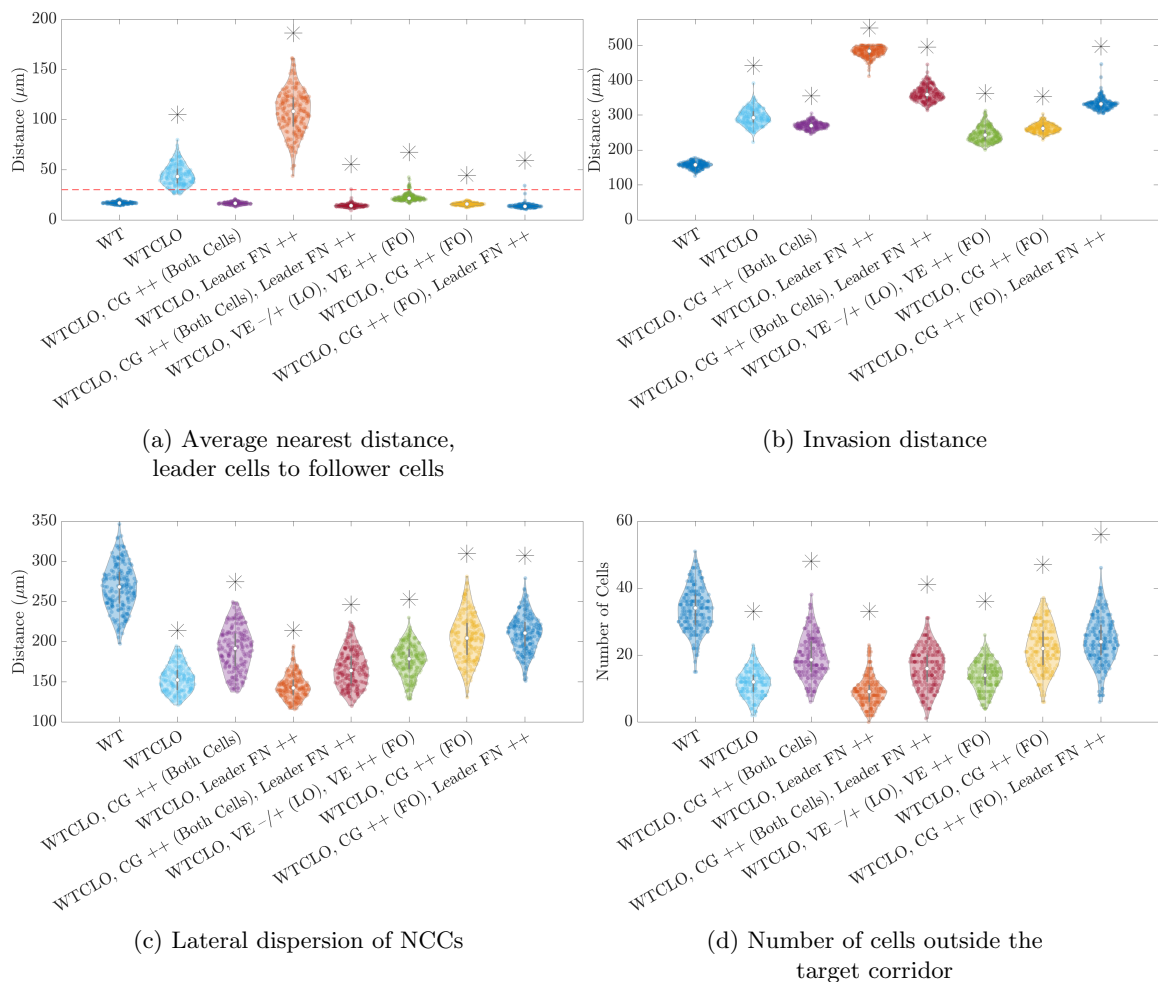 200
150
100
50
0
Distance (μm)
WT
WTCLO
WTCLO, CG ++ (Both Cells)
WTCLO, Leader FN ++
WTCLO, CG ++ (Both Cells), Leader FN ++
WTCLO, VE −/+ (LO), VE ++ (FO)
WTCLO, CG ++ (FO)
WTCLO, CG ++ (FO), Leader FN ++
(a) Average nearest distance,
leader cells to follower cells
500
400
300
200
100
0
Distance (μm)
WT
WTCLO
WTCLO, CG ++ (Both Cells)
WTCLO, Leader FN ++
WTCLO, CG ++ (Both Cells), Leader FN ++
WTCLO, VE −/+ (LO), VE ++ (FO)
WTCLO, CG ++ (FO)
WTCLO, CG ++ (FO), Leader FN ++
(b) Invasion distance
350
300
250
200
150
100
Distance (μm)
WT
WTCLO
WTCLO, CG ++ (Both Cells)
WTCLO, Leader FN ++
WTCLO, CG ++ (Both Cells), Leader FN ++
WTCLO, VE −/+ (LO), VE ++ (FO)
WTCLO, CG ++ (FO)
WTCLO, CG ++ (FO), Leader FN ++
(c) Lateral dispersion of NCCs
60
40
20
0
Number of Cells
WT
WTCLO
WTCLO, CG ++ (Both Cells)
WTCLO, Leader FN ++
WTCLO, CG ++ (Both Cells), Leader FN ++
WTCLO, VE −/+ (LO), VE ++ (FO)
WTCLO, CG ++ (FO)
WTCLO, CG ++ (FO), Leader FN ++
(d) Number of cells outside the
target corridor